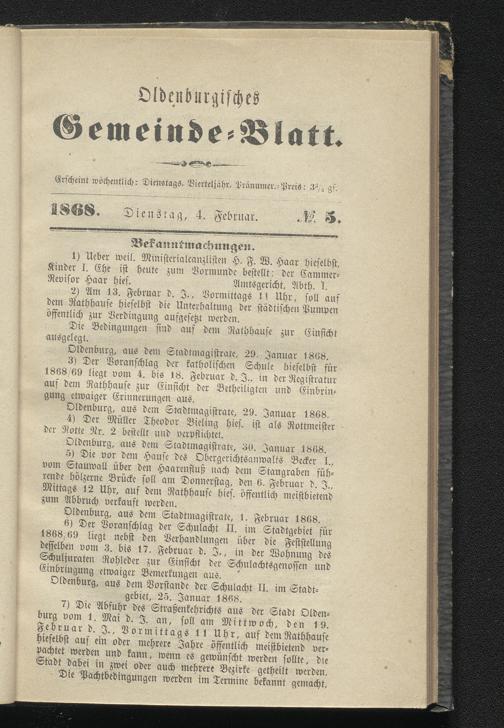 Oldenburgisches
Gemeinde-Blatt.
Erscheint wöchentlich: Dienstags. Vierteljähr. Pränumer.-Preis: 3¾ gs.
1868. Dienstag, 4. Februar. №. 5.
Bekanntmachungen.
1) Ueber weil. Ministerialcanzlisten H. F. W. Haar hieselbst,
Kinder I. Ehe ist heute zum Vormunde bestellt: der Cammer-
Revisor Haar hies. Amtsgericht, Abth. I.
2) Am 13. Februar d. J., Vormittags 11 Uhr, soll auf
dem Rathhause hieselbst die Unterhaltung der städtischen Pumpen
öffentlich zur Verdingung aufgesetzt werden.
Die Bedingungen sind auf dem Rathhause zur Einsicht
ausgelegt.
Oldenburg, aus dem Stadtmagistrate, 29. Januar 1868.
3) Der Voranschlag der katholischen Schule hieselbst für
1868/69 liegt vom 4. bis 18. Februar d. J., in der Registratur
auf dem Rathhause zur Einsicht der Betheiligten und Einbrin-
gung etwaiger Erinnerungen aus.
Oldenburg, aus dem Stadtmagistrate, 29. Januar 1868.
4) Der Müller Theodor Bieling hies. ist als Rottmeister
der Rotte Nr. 2 bestellt und verpflichtet.
Oldenburg, aus dem Stadtmagistrate, 30. Januar 1868.
5) Die vor dem Hause des Obergerichtsanwalts Becker I.,
vom Stauwall über den Haarenfluß nach dem Stangraben füh-
rende hölzerne Brücke soll am Donnerstag, den 6. Februar d. J.,
Mittags 12 Uhr, auf dem Rathhause hies. öffentlich meistbietend
zum Abbruch verkauft werden.
Oldenburg, aus dem Stadtmagistrate, 1. Februar 1868.
6) Der Voranschlag der Schulacht II. im Stadtgebiet für
1868/69 liegt nebst den Verhandlungen über die Feststellung
desselben vom 3. bis 17. Februar d. J., in der Wohnung des
Schuljuraten Rohleder zur Einsicht der Schulachtsgenossen und
Einbringung etwaiger Bemerkungen aus.
Oldenburg, aus dem Vorstande der Schulacht II. im Stadt-
gebiet, 25. Januar 1868.
7) Die Abfuhr des Straßenkehrichts aus der Stadt Olden-
burg vom 1. Mai d. J. an, soll am Mittwoch, den 19.
Februar d. J., Vormittags 11 Uhr, auf dem Rathhause
hieselbst auf ein oder mehrere Jahre öffentlich meistbietend ver-
pachtet werden und kann, wenn es gewünscht werden sollte, die
Stadt dabei in zwei oder auch mehrere Bezirke getheilt werden.
Die Pachtbedingungen werden im Termine bekannt gemacht.